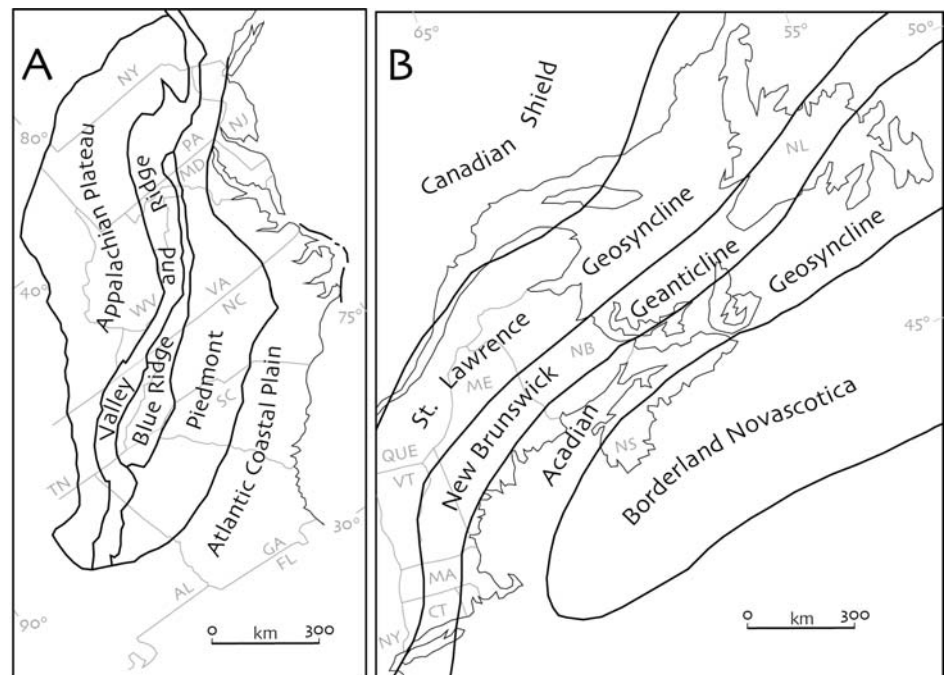 A
NY
80°
Appalachian Plateau
Valley and Ridge
PA
NJ
MD
40°
WV
VA
NC
75°
Blue Ridge
Piedmont
SC
Atlantic Coastal Plain
TN
30°
GA
FL
AL
90°
0 km 300
B
65°
55°
50°
Canadian Shield
NL
St. Lawrence Geosyncline
New Brunswick Geanticline
Acadian Geosyncline
45°
NB
ME
QUE
VT
NS
Borderland Novascotica
MA
CT
NY
0 km 300